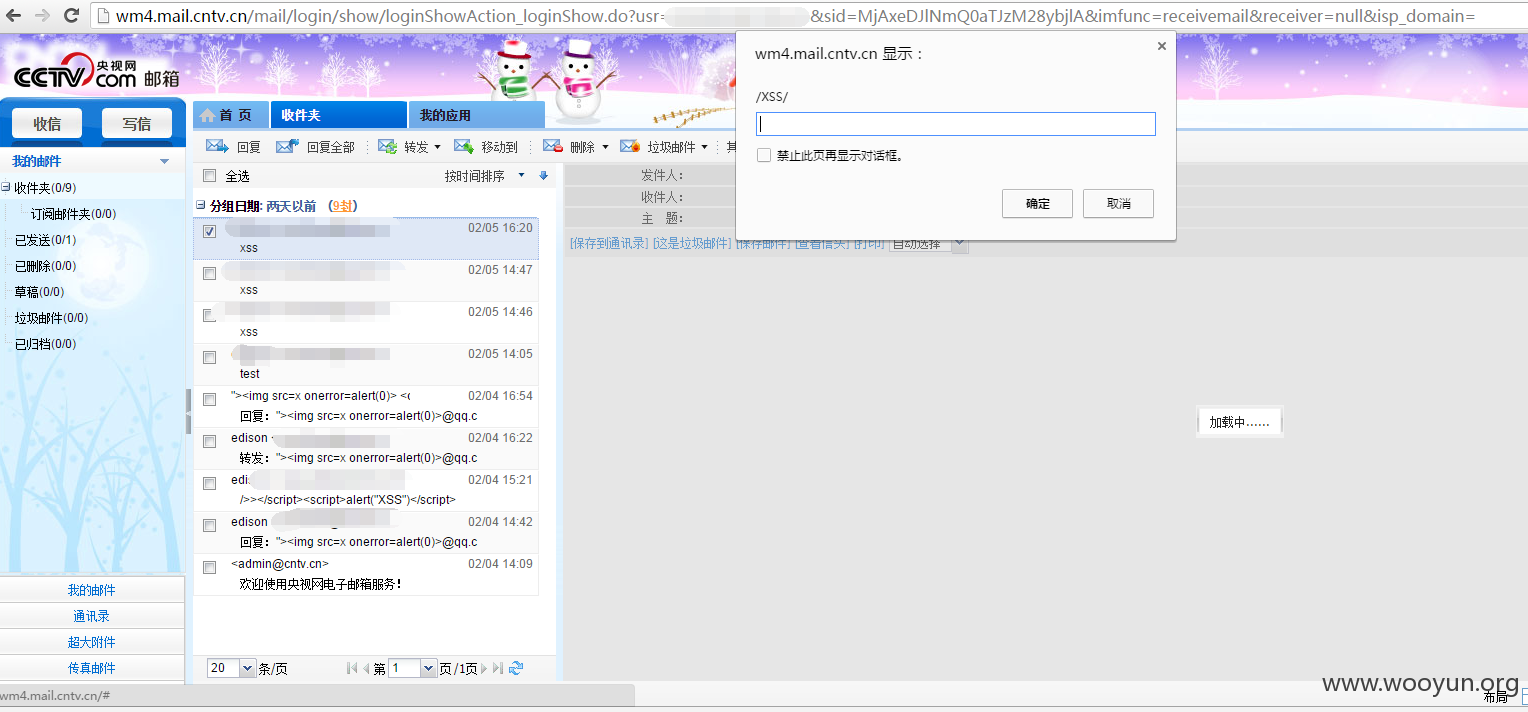 wm4.mail.cntv.cn/mail/login/show/loginShowAction_loginShow.do?usr= &sid=MjAxeDJlNmQ0aTJzM28ybjlA&imfunc=receivemail&receiver=null&isp_domain=
CCTV 央视网 com 邮箱
wm4.mail.cntv.cn 显示：
×
/XSS/
禁止此页再显示对话框。
确定 取消
收信 写信
首 页 收件夹 我的应用
回复 回复全部 转发 移动到 删除 垃圾邮件 其
我的邮件
收件夹(0/9)
订阅邮件夹(0/0)
已发送(0/1)
已删除(0/0)
草稿(0/0)
垃圾邮件(0/0)
已归档(0/0)
我的邮件
通讯录
超大附件
传真邮件
全选 按时间排序
分组日期: 两天以前 （9封）
02/05 16:20
xss
02/05 14:47
xss
02/05 14:46
xss
02/05 14:05
test
"><img src=x onerror=alert(0)> <c 02/04 16:54
回复："><img src=x onerror=alert(0)>@qq.c
edison 02/04 16:22
转发："><img src=x onerror=alert(0)>@qq.c
edi 02/04 15:21
/>></script><script>alert("XSS")</script>
edison 02/04 14:42
回复："><img src=x onerror=alert(0)>@qq.c
<admin@cntv.cn> 02/04 14:09
欢迎使用央视网电子邮箱服务!
20 条/页 第 1 页/1页
发件人:
收件人:
主 题:
[保存到通讯录] [这是垃圾邮件] [保存邮件] [查看信头] [打印] 自动选择
加载中......
wm4.mail.cntv.cn/#
www.wooyun.org
布局